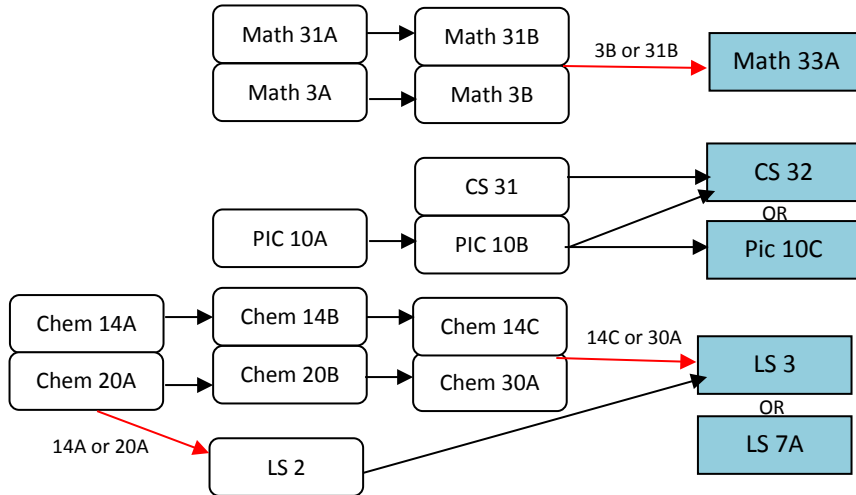 Math 31A
Math 31B
3B or 31B
Math 33A
Math 3A
Math 3B
CS 31
CS 32
OR
PIC 10A
PIC 10B
Pic 10C
Chem 14A
Chem 14B
Chem 14C
14C or 30A
LS 3
Chem 20A
Chem 20B
Chem 30A
OR
14A or 20A
LS 2
LS 7A